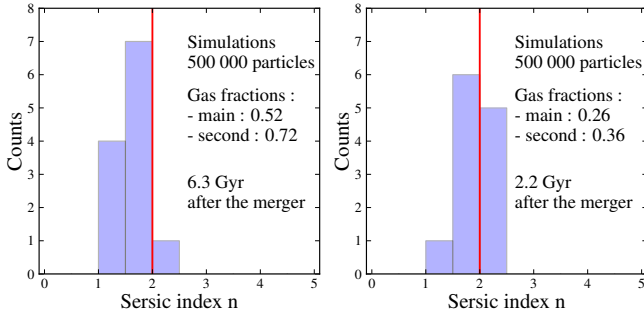 8
7
6
5
4
3
2
1
0
Counts
Simulations
500 000 particles
Gas fractions :
- main : 0.52
- second : 0.72
6.3 Gyr
after the merger
0 1 2 3 4 5
Sersic index n
8
7
6
5
4
3
2
1
0
Counts
Simulations
500 000 particles
Gas fractions :
- main : 0.26
- second : 0.36
2.2 Gyr
after the merger
0 1 2 3 4 5
Sersic index n